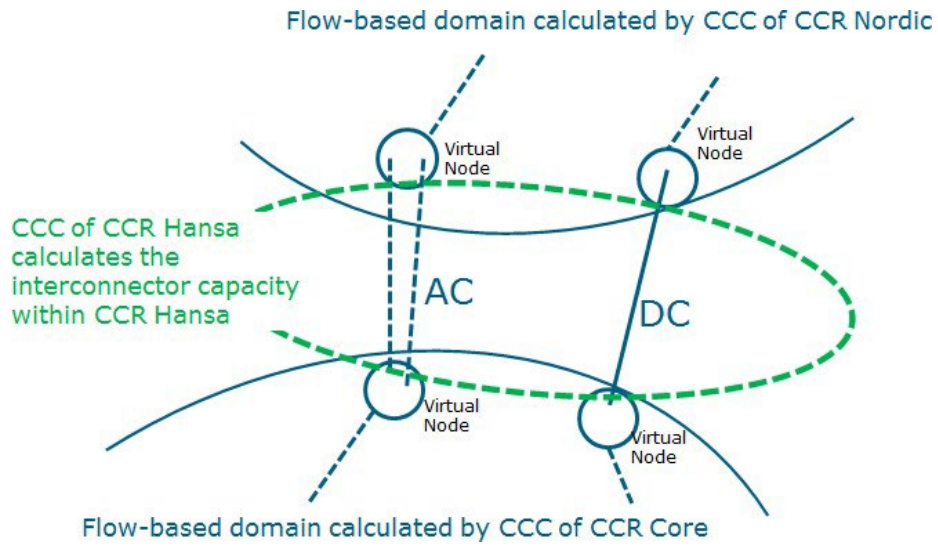 Flow-based domain calculated by CCC of CCR Nordic
Virtual
Node
Virtual
Node
CCC of CCR Hansa
calculates the
interconnector capacity
within CCR Hansa
AC
DC
Virtual
Node
Virtual
Node
Flow-based domain calculated by CCC of CCR Core